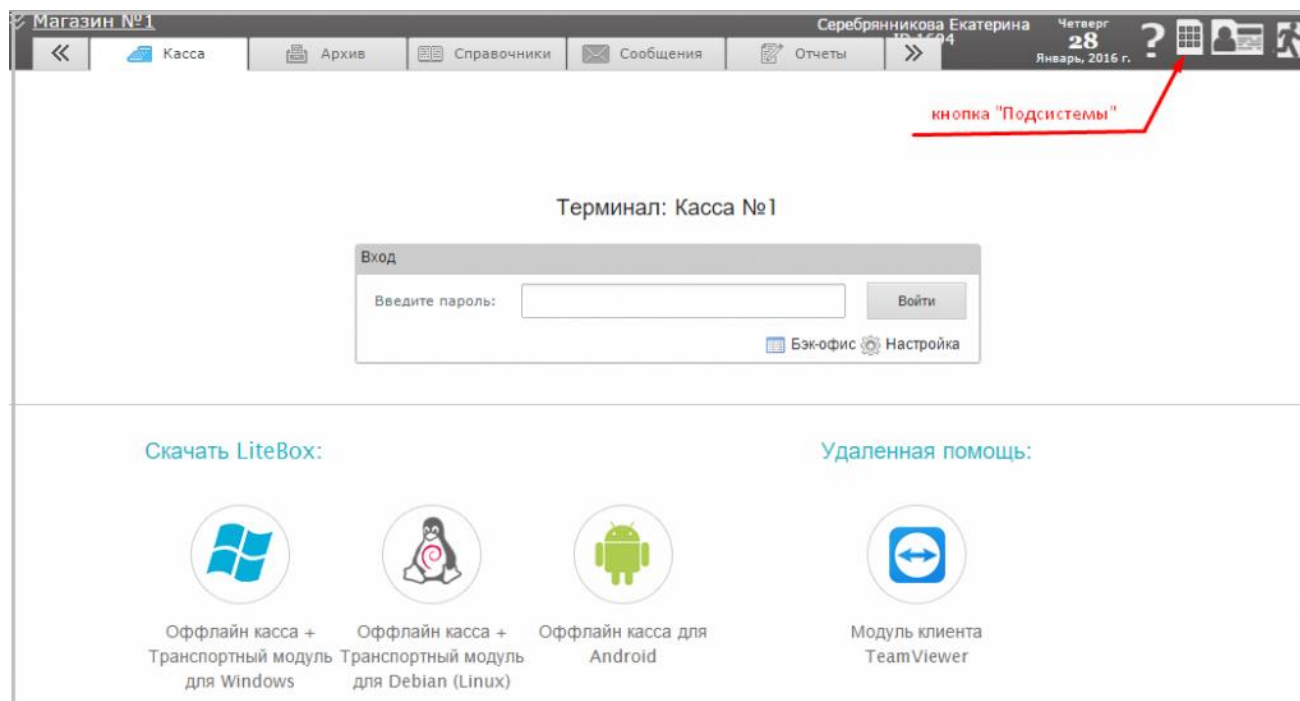 Магазин №1
Серебрянникова Екатерина
ID 1604
Четверг
28
Январь, 2016 г.
Касса
Архив
Справочники
Сообщения
Отчеты
кнопка "Подсистемы"
Терминал: Касса №1
Вход
Введите пароль:
Войти
Бэк-офис
Настройка
Скачать LiteBox:
Удаленная помощь:
Оффлайн касса +
Транспортный модуль
для Windows
Оффлайн касса +
Транспортный модуль
для Debian (Linux)
Оффлайн касса для
Android
Модуль клиента
TeamViewer